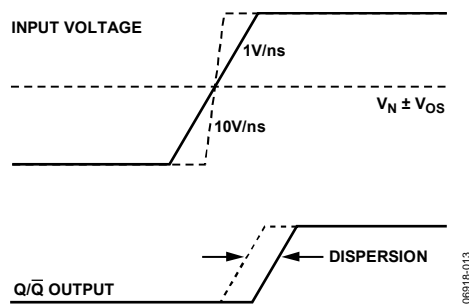 INPUT VOLTAGE
1V/ns
V_N ± V_OS
10V/ns
DISPERSION
Q/Q̅ OUTPUT
06918-013